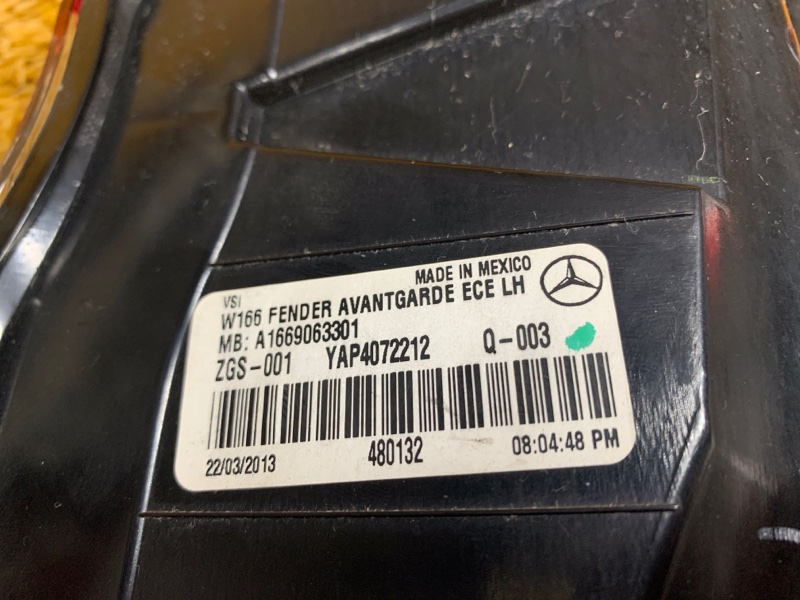 VSI
MADE IN MEXICO
W166 FENDER AVANTGARDE ECE LH
MB: A1669063301
ZGS-001 YAP4072212 Q-003
22/03/2013 480132 08:04:48 PM